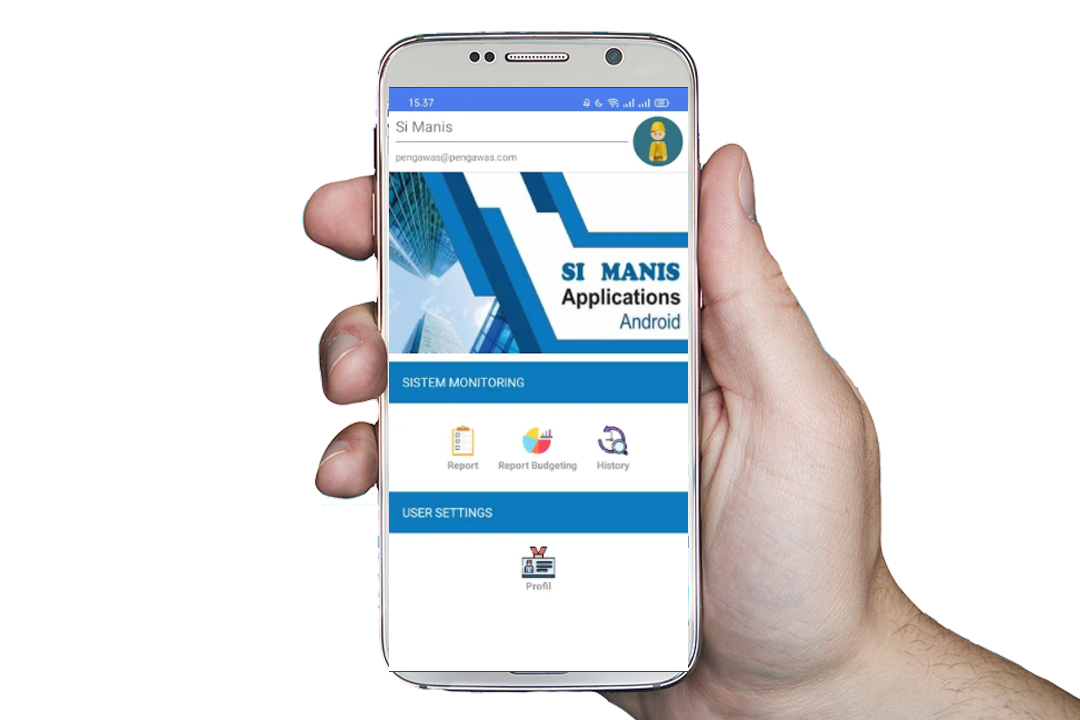 15.37
Si Manis
pengawas@pengawas.com
SI MANIS
Applications
Android
SISTEM MONITORING
Report
Report Budgeting
History
USER SETTINGS
Profil